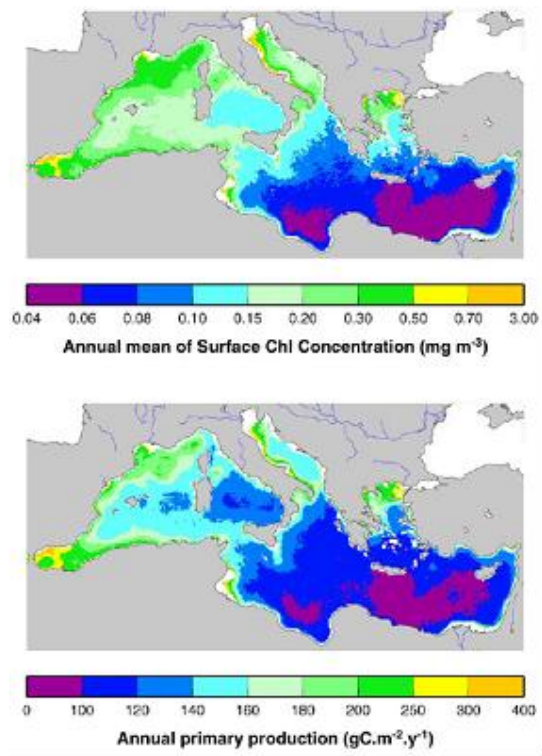 0.04 0.06 0.08 0.10 0.15 0.20 0.30 0.50 0.70 3.00
Annual mean of Surface Chl Concentration (mg m⁻³)
0 100 120 140 160 180 200 250 300 400
Annual primary production (gC.m⁻².y⁻¹)